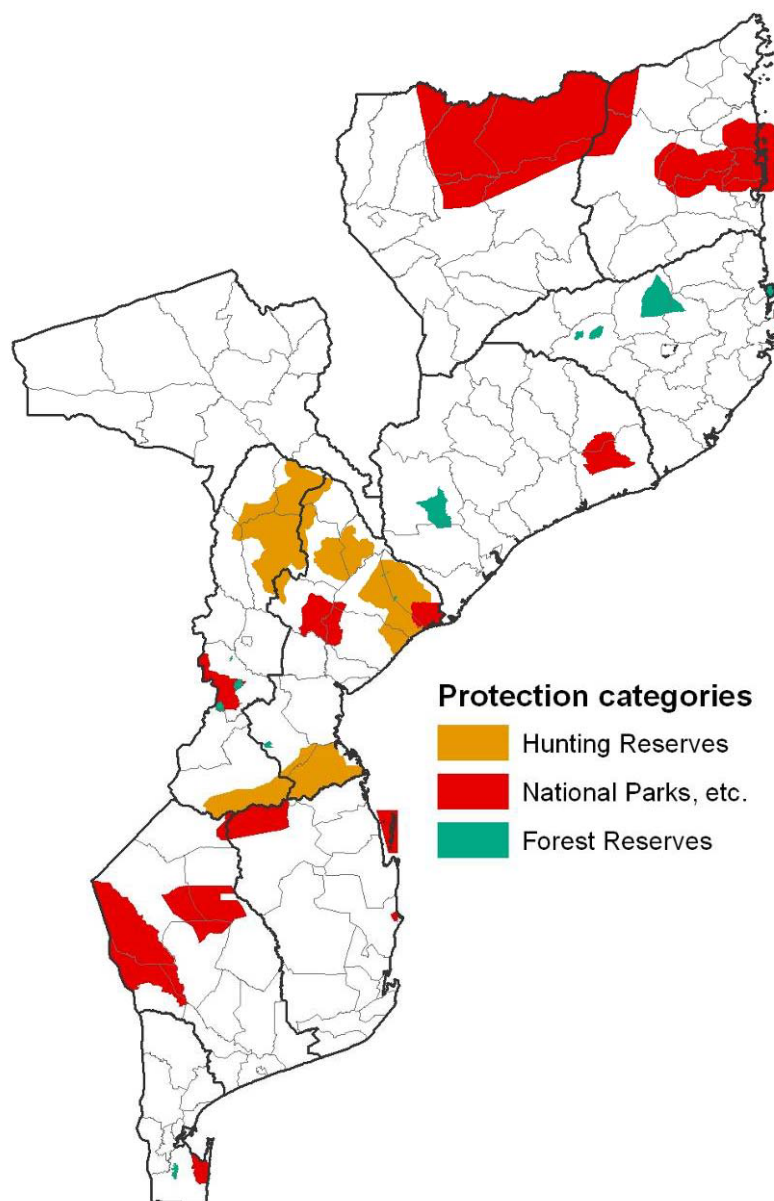 Protection categories
Hunting Reserves
National Parks, etc.
Forest Reserves